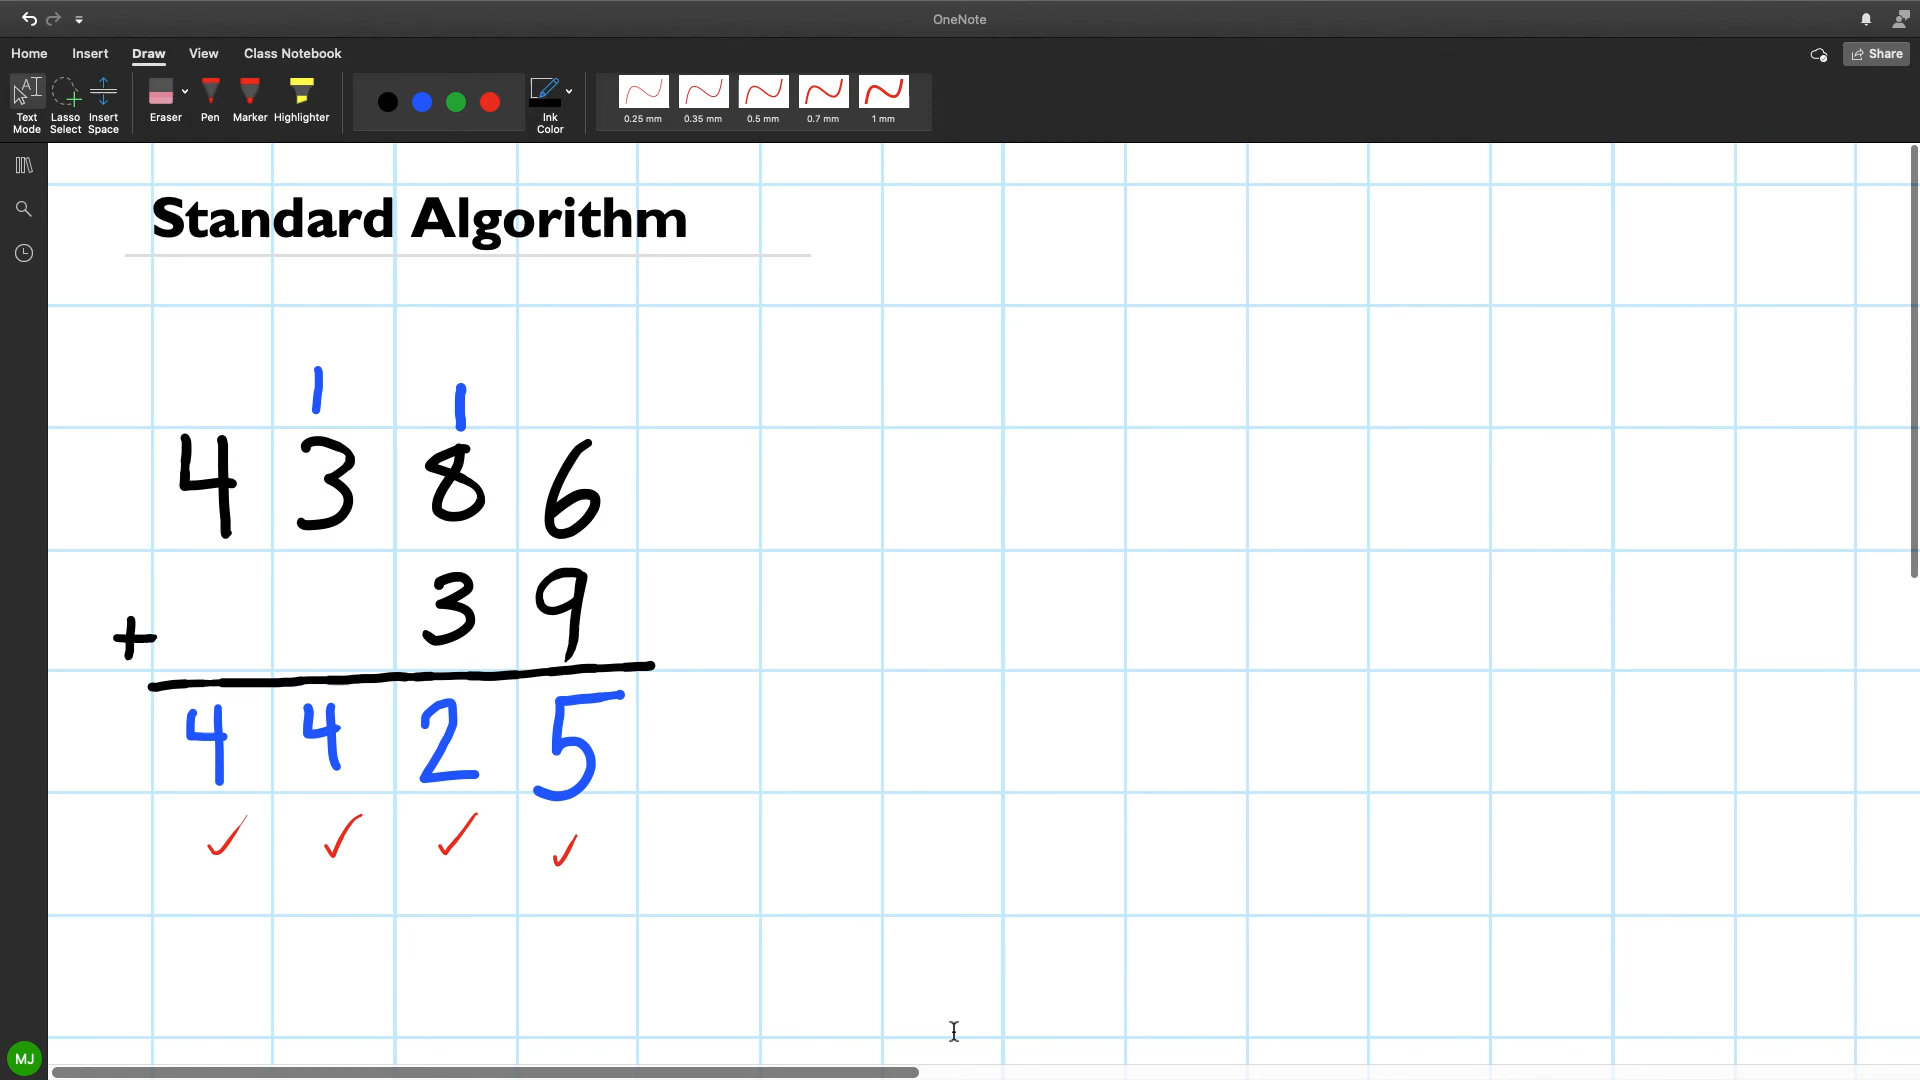 OneNote
Home Insert Draw View Class Notebook
Share
Text Mode
Lasso Select
Insert Space
Eraser
Pen
Marker
Highlighter
Ink Color
0.25 mm
0.35 mm
0.5 mm
0.7 mm
1 mm
Standard Algorithm
1 1
4 3 8 6
+ 3 9
4 4 2 5
✓ ✓ ✓ ✓
MJ